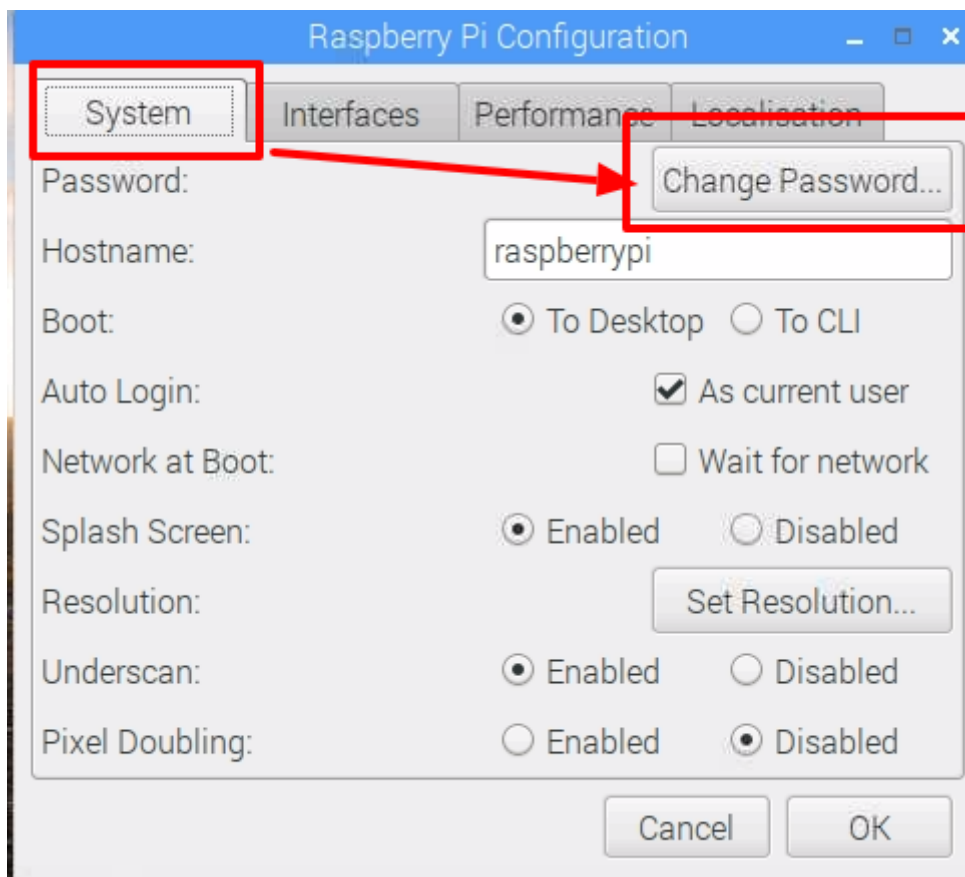 Raspberry Pi Configuration
System Interfaces Performance Localisation
Password: Change Password...
Hostname: raspberrypi
Boot: To Desktop To CLI
Auto Login: As current user
Network at Boot: Wait for network
Splash Screen: Enabled Disabled
Resolution: Set Resolution...
Underscan: Enabled Disabled
Pixel Doubling: Enabled Disabled
Cancel OK